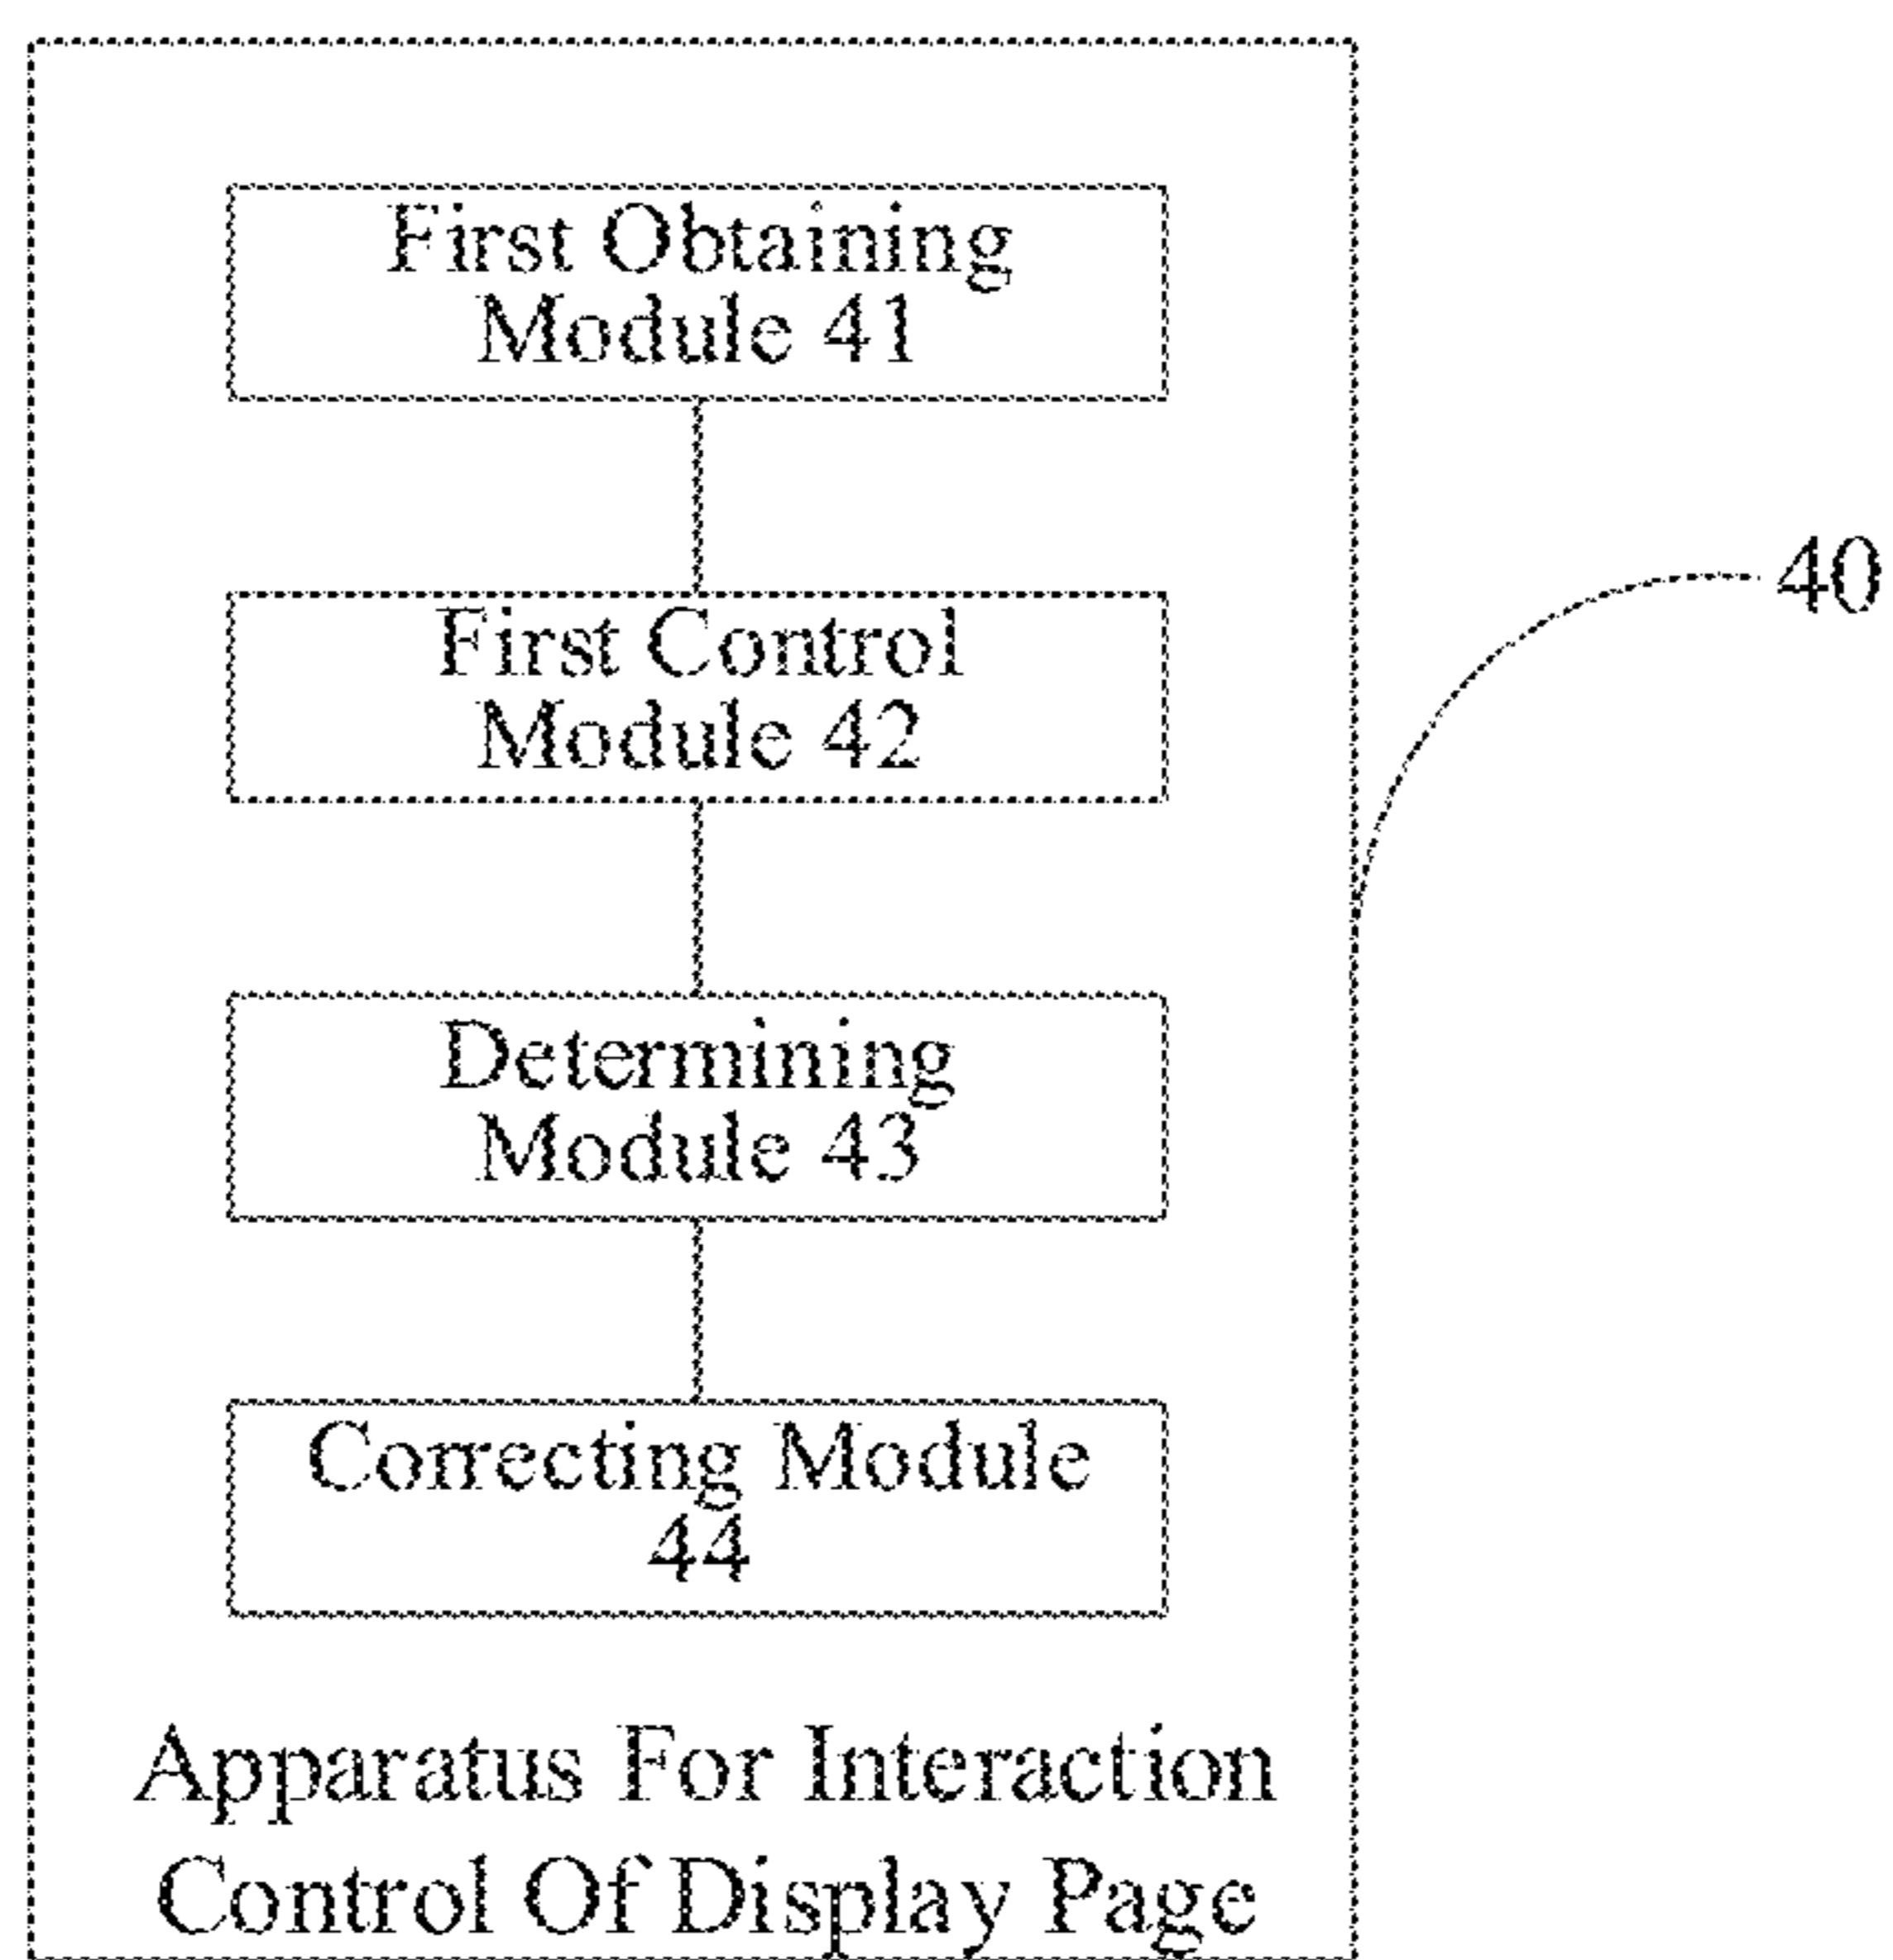 First Obtaining
Module 41
First Control
Module 42
40
Determining
Module 43
Correcting Module
44
Apparatus For Interaction
Control Of Display Page